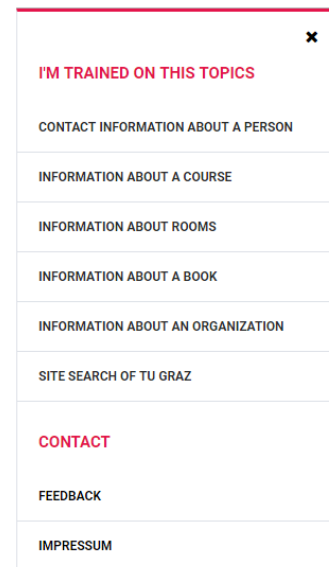 I'M TRAINED ON THIS TOPICS
CONTACT INFORMATION ABOUT A PERSON
INFORMATION ABOUT A COURSE
INFORMATION ABOUT ROOMS
INFORMATION ABOUT A BOOK
INFORMATION ABOUT AN ORGANIZATION
SITE SEARCH OF TU GRAZ
CONTACT
FEEDBACK
IMPRESSUM